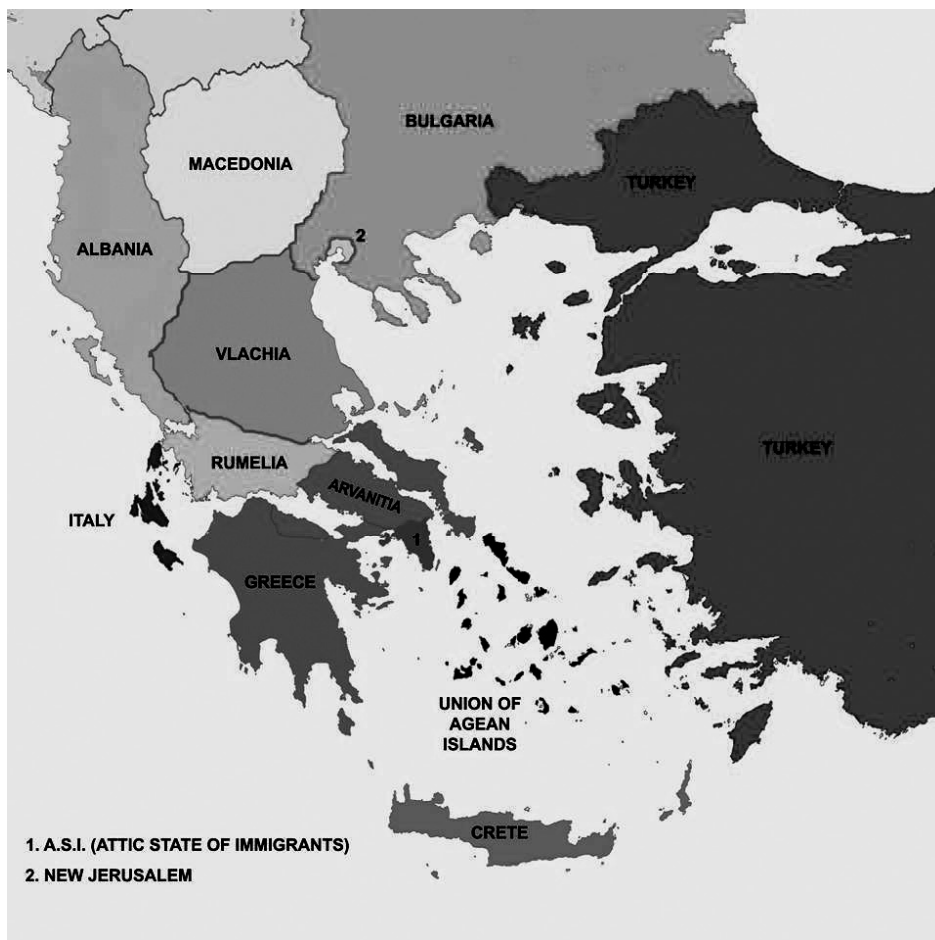 BULGARIA
MACEDONIA
TURKEY
2
ALBANIA
VLACHIA
TURKEY
RUMELIA
ARVANITIA
ITALY
1
GREECE
UNION OF
AGEAN
ISLANDS
CRETE
1. A.S.I. (ATTIC STATE OF IMMIGRANTS)
2. NEW JERUSALEM